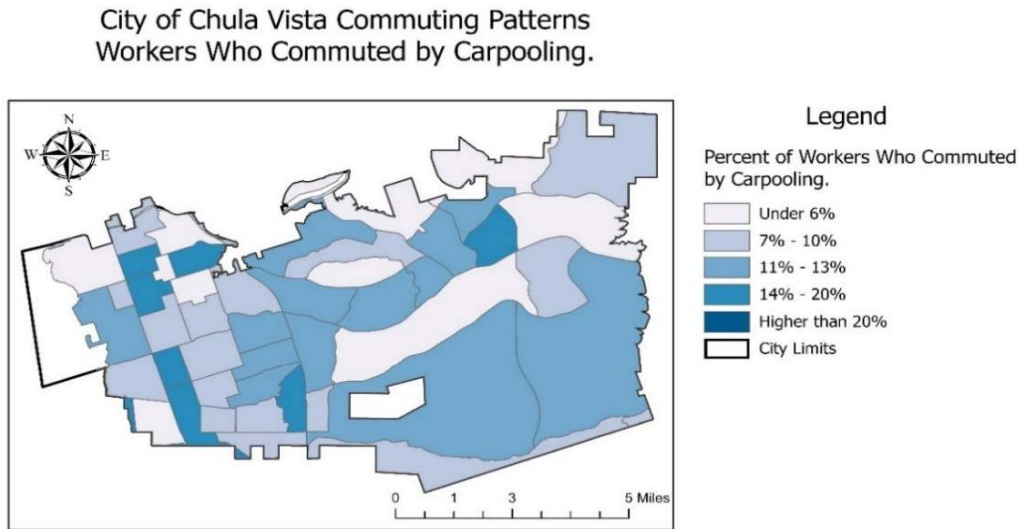 City of Chula Vista Commuting Patterns
Workers Who Commuted by Carpooling.
N
W
E
S
Legend
Percent of Workers Who Commuted
by Carpooling.
Under 6%
7% - 10%
11% - 13%
14% - 20%
Higher than 20%
City Limits
0 1 3 5 Miles